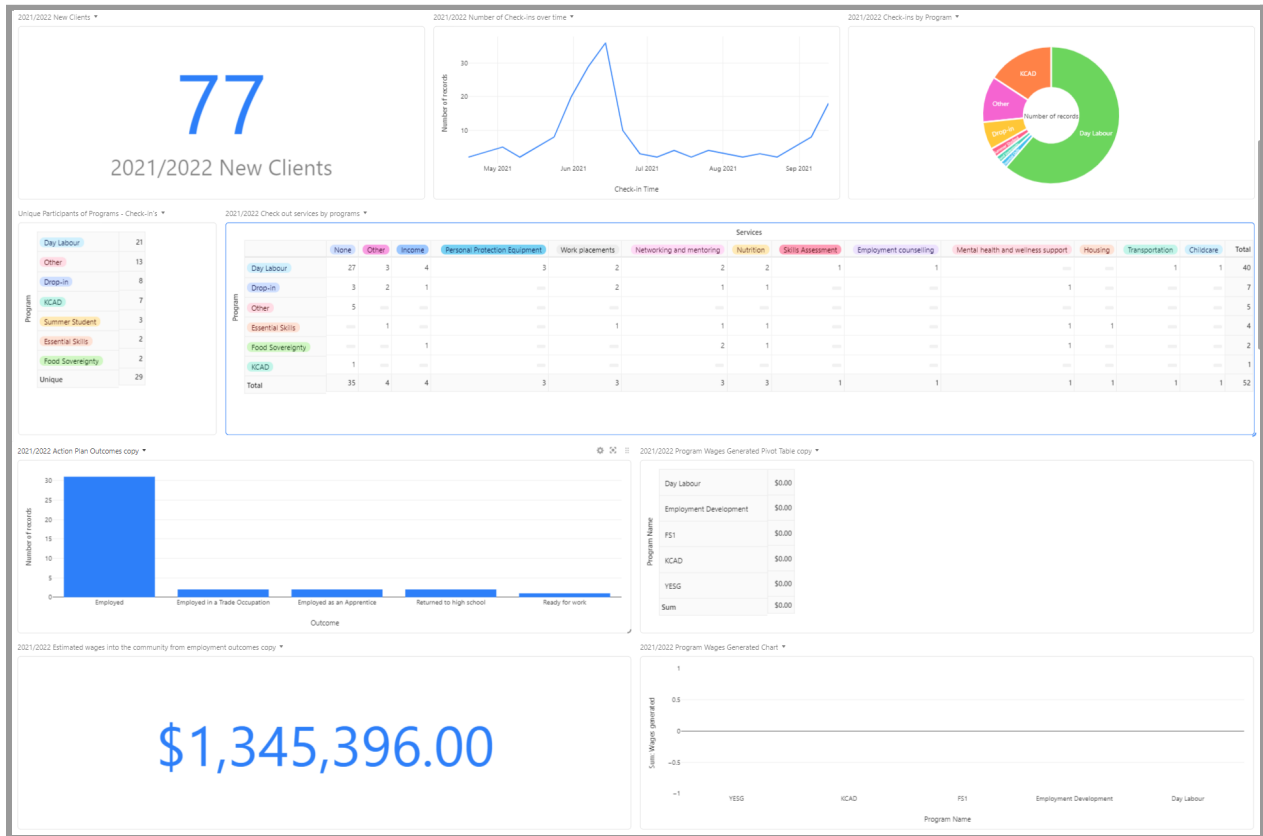 2021/2022 New Clients
77
2021/2022 New Clients
2021/2022 Number of Check-ins over time
Number of records
30
20
10
May 2021 Jun 2021 Jul 2021 Aug 2021 Sep 2021
Check-in Time
2021/2022 Check-ins by Program
KCAD
Other
Drop-in
Number of records
Day Labour
Unique Participants of Programs - Check-in's
Program
Day Labour 21
Other 13
Drop-in 8
KCAD 7
Summer Student 3
Essential Skills 2
Food Sovereignty 2
Unique 29
2021/2022 Check out services by programs
Services
None Other Income Personal Protection Equipment Work placements Networking and mentoring Nutrition Skills Assessment Employment counselling Mental health and wellness support Housing Transportation Childcare Total
Program
Day Labour 27 3 4 3 2 2 2 1 1 — — 1 1 40
Drop-in 3 2 1 — 2 1 1 — — 1 — — — 7
Other 5 — — — — — — — — — — — — 5
Essential Skills — 1 — — 1 1 1 — — 1 1 — — 4
Food Sovereignty — — 1 — — 2 1 — — 1 — — — 2
KCAD 1 — — — — — — — — — — — — 1
Total 35 4 4 3 3 3 3 1 1 1 1 1 1 52
2021/2022 Action Plan Outcomes copy
Number of records
30
25
20
15
10
5
0
Employed Employed in a Trade Occupation Employed as an Apprentice Returned to high school Ready for work
Outcome
2021/2022 Program Wages Generated Pivot Table copy
Program Name
Day Labour $0.00
Employment Development $0.00
FS1 $0.00
KCAD $0.00
YESG $0.00
Sum $0.00
2021/2022 Estimated wages into the community from employment outcomes copy
$1,345,396.00
2021/2022 Program Wages Generated Chart
Sum: Wages generated
1
0.5
0
−0.5
−1
YESG KCAD FS1 Employment Development Day Labour
Program Name